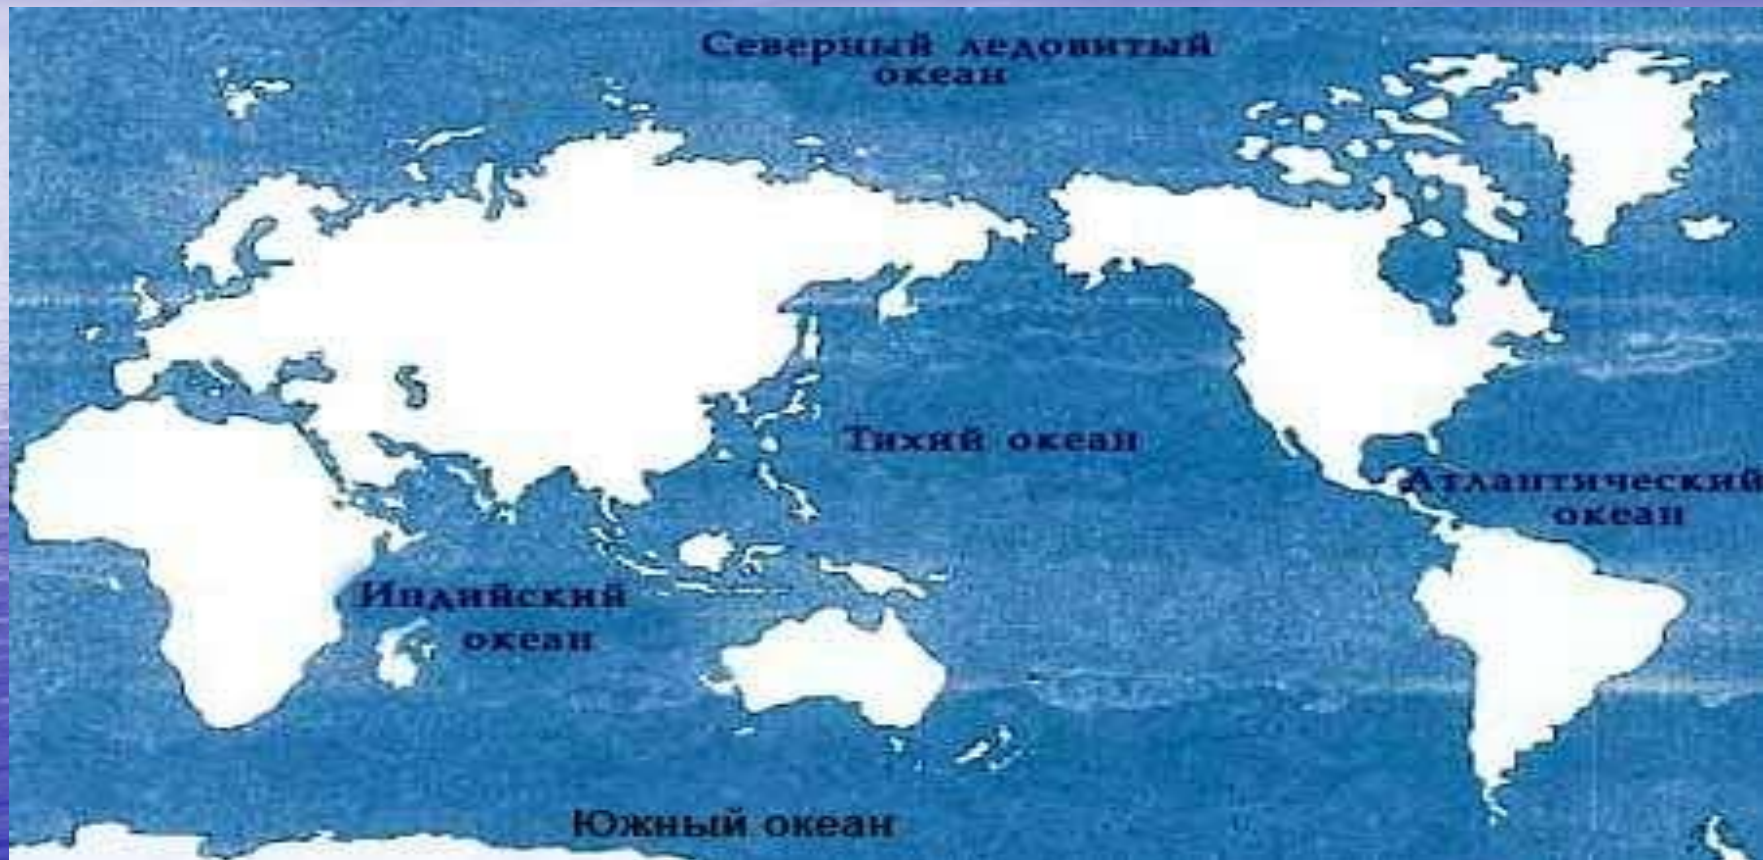 Северный ледовитый
океан
Тихий океан
Атлантический
океан
Индийский
океан
Южный океан